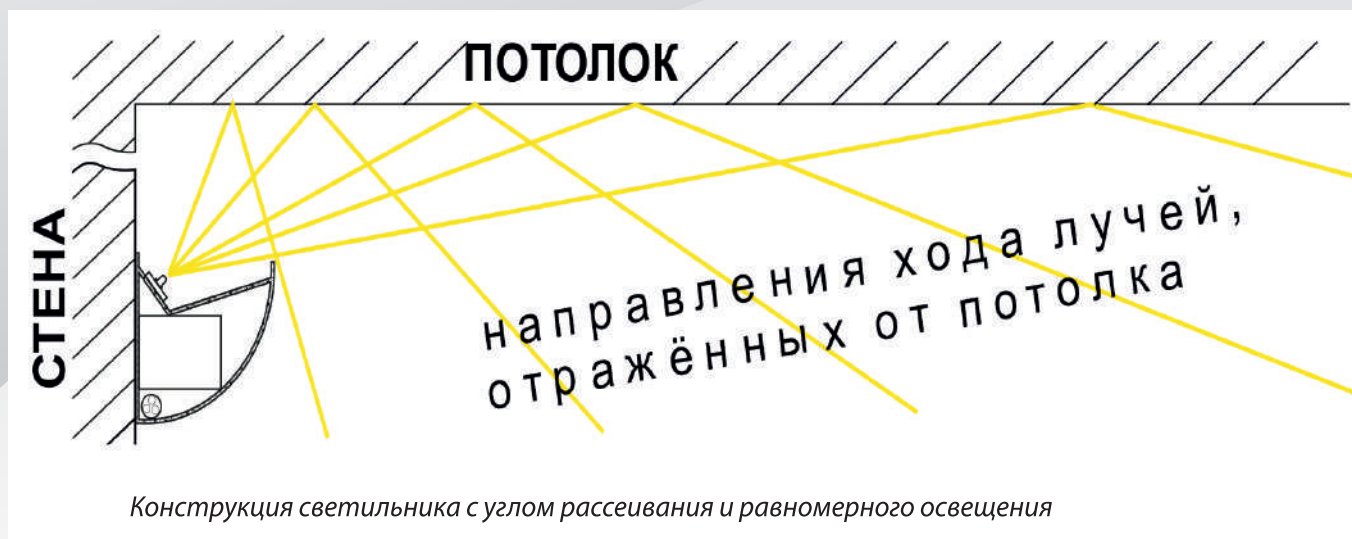 ПОТОЛОК
СТЕНА
направления хода лучей,
отражённых от потолка
Конструкция светильника с углом рассеивания и равномерного освещения